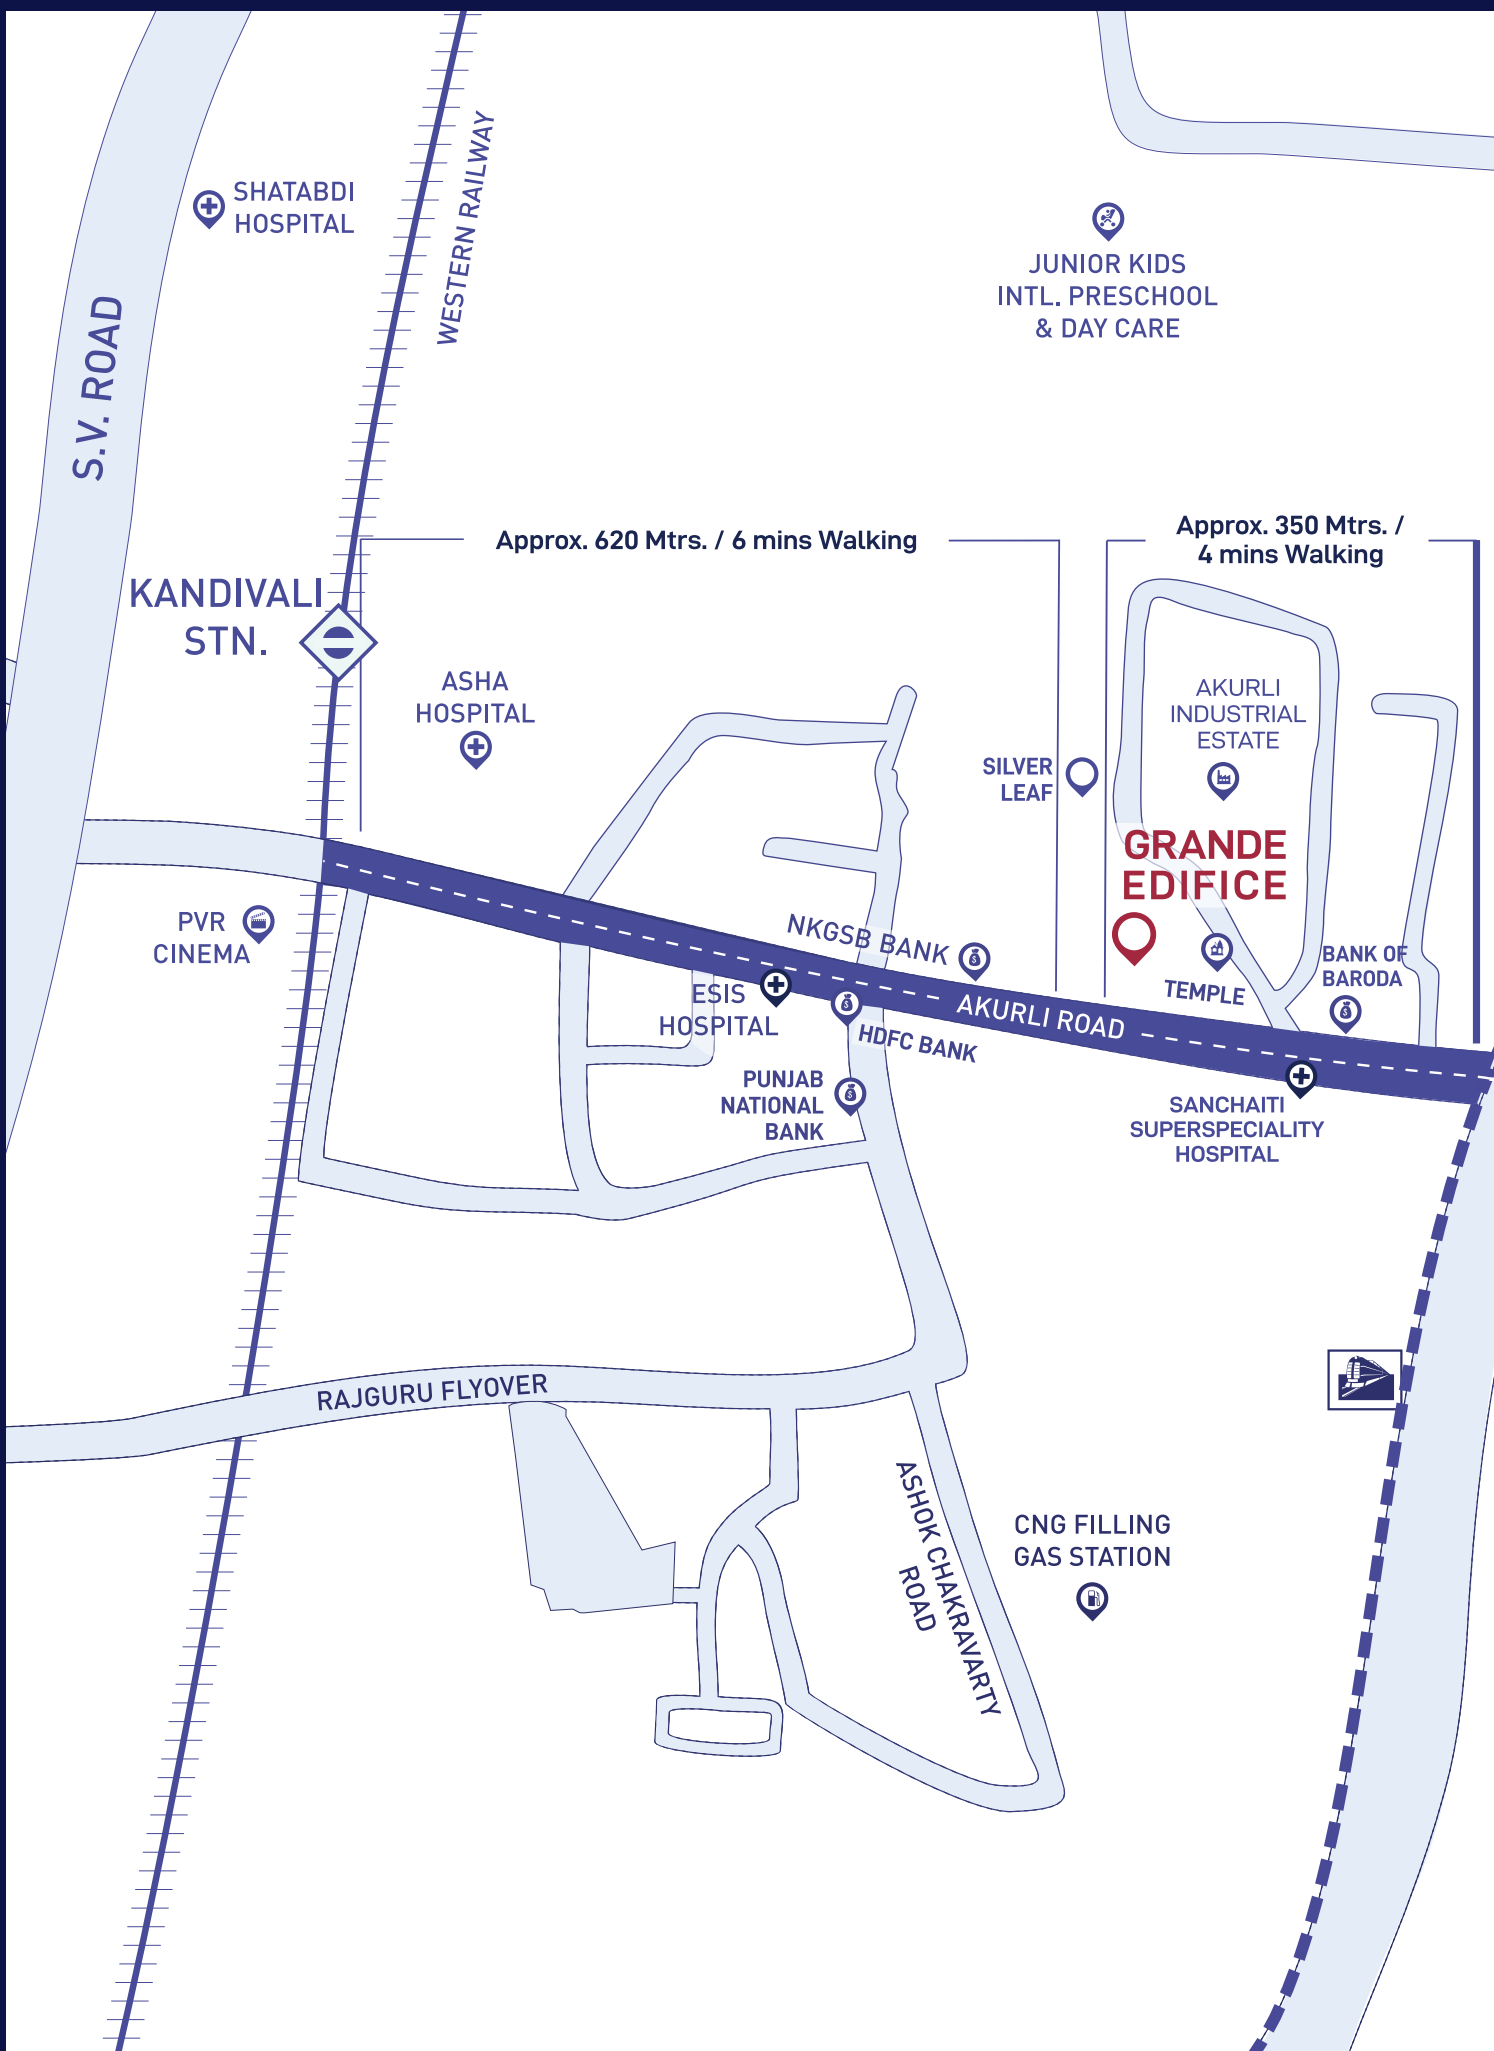 SHATABDI
HOSPITAL
WESTERN RAILWAY
S.V. ROAD
JUNIOR KIDS
INTL. PRESCHOOL
& DAY CARE
Approx. 620 Mtrs. / 6 mins Walking
Approx. 350 Mtrs. /
4 mins Walking
KANDIVALI
STN.
ASHA
HOSPITAL
AKURLI
INDUSTRIAL
ESTATE
SILVER
LEAF
GRANDE
EDIFICE
PVR
CINEMA
NKGSB BANK
TEMPLE
BANK OF
BARODA
ESIS
HOSPITAL
AKURLI ROAD
HDFC BANK
PUNJAB
NATIONAL
BANK
SANCHAITI
SUPERSPECIALITY
HOSPITAL
RAJGURU FLYOVER
ASHOK CHAKRAVARTY
ROAD
CNG FILLING
GAS STATION